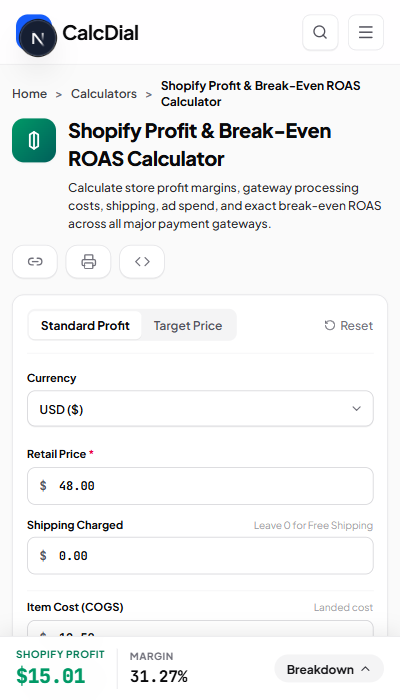 N CalcDial
Home > Calculators > Shopify Profit & Break-Even ROAS Calculator
Shopify Profit & Break-Even
ROAS Calculator
Calculate store profit margins, gateway processing
costs, shipping, ad spend, and exact break-even ROAS
across all major payment gateways.
Standard Profit Target Price Reset
Currency
USD ($)
Retail Price *
$ 48.00
Shipping Charged Leave 0 for Free Shipping
$ 0.00
Item Cost (COGS) Landed cost
SHOPIFY PROFIT MARGIN
$15.01 31.27% Breakdown